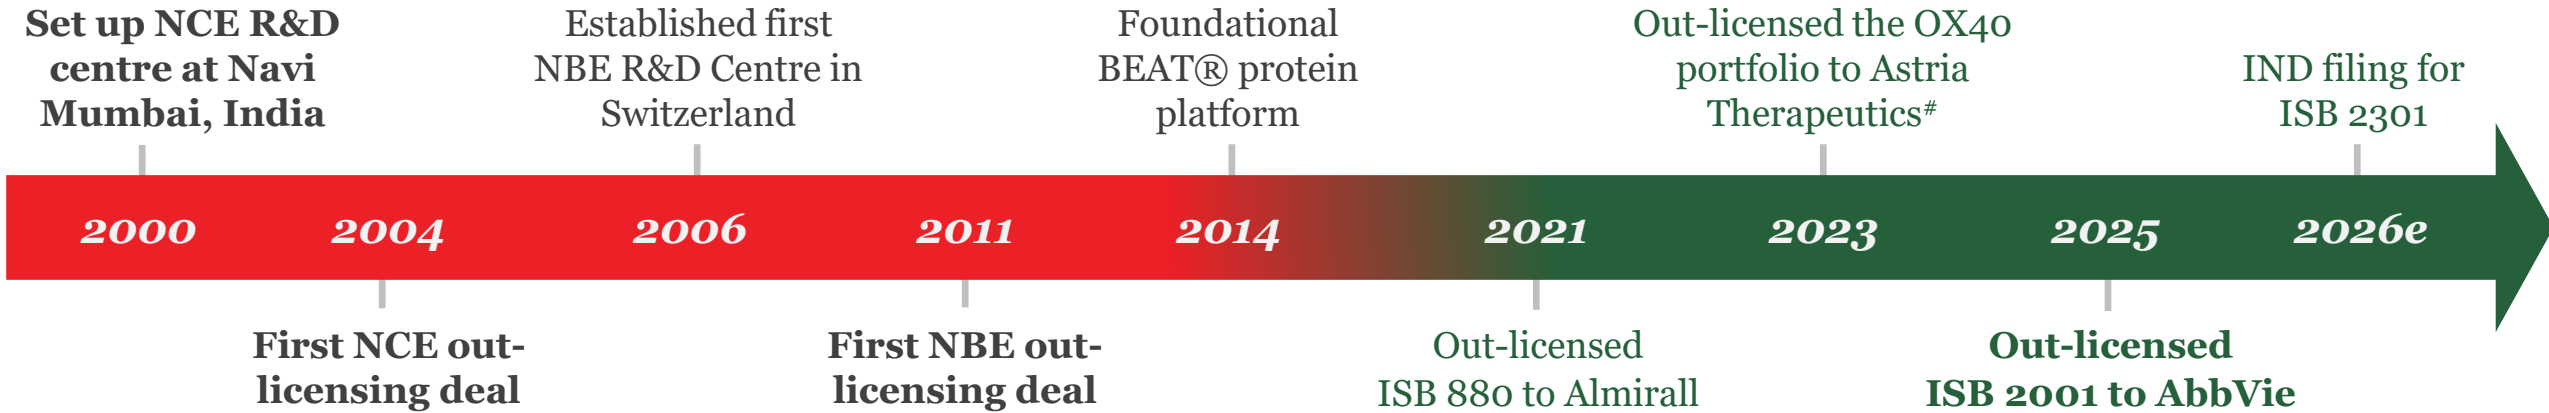 Set up NCE R&D
centre at Navi
Mumbai, India
Established first
NBE R&D Centre in
Switzerland
Foundational
BEAT® protein
platform
Out-licensed the OX40
portfolio to Astria
Therapeutics#
IND filing for
ISB 2301
2000 2004 2006 2011 2014 2021 2023 2025 2026e
First NCE out-
licensing deal
First NBE out-
licensing deal
Out-licensed
ISB 880 to Almirall
Out-licensed
ISB 2001 to AbbVie